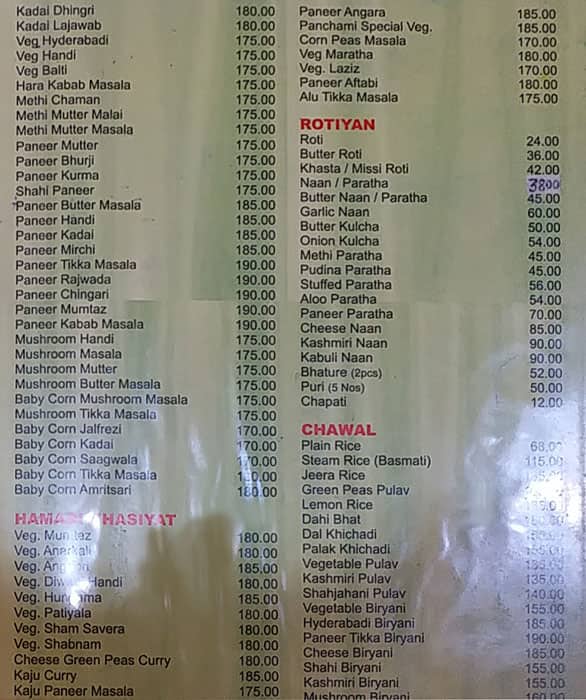 Kadai Dhingri 180.00
Kadai Lajawab 180.00
Veg Hyderabadi 175.00
Veg Handi 175.00
Veg Balti 175.00
Hara Kabab Masala 175.00
Methi Chaman 175.00
Methi Mutter Malai 175.00
Methi Mutter Masala 175.00
Paneer Mutter 175.00
Paneer Bhurji 175.00
Paneer Kurma 175.00
Shahi Paneer 175.00
Paneer Butter Masala 185.00
Paneer Handi 185.00
Paneer Kadai 185.00
Paneer Mirchi 185.00
Paneer Tikka Masala 190.00
Paneer Rajwada 190.00
Paneer Chingari 190.00
Paneer Mumtaz 190.00
Paneer Kabab Masala 190.00
Mushroom Handi 175.00
Mushroom Masala 175.00
Mushroom Mutter 175.00
Mushroom Butter Masala 175.00
Baby Corn Mushroom Masala 175.00
Mushroom Tikka Masala 175.00
Baby Corn Jalfrezi 170.00
Baby Corn Kadai 170.00
Baby Corn Saagwala 170.00
Baby Corn Tikka Masala
Baby Corn Amritsari 180.00
Veg. Mumtaz 180.00
Veg. Anarkali 180.00
Veg. 185.00
Veg. Handi 180.00
Veg. 185.00
Veg. Patiyala 180.00
Veg. Sham Savera 180.00
Veg. Shabnam 180.00
Cheese Green Peas Curry 180.00
Kaju Curry 185.00
Kaju Paneer Masala 175.00
Paneer Angara 185.00
Panchami Special Veg. 185.00
Corn Peas Masala 170.00
Veg Maratha 180.00
Veg. Laziz 170.00
Paneer Aftabi 180.00
Alu Tikka Masala 175.00
ROTIYAN
Roti 24.00
Butter Roti 36.00
Khasta / Missi Roti 42.00
Naan / Paratha 38.00
Butter Naan / Paratha 45.00
Garlic Naan 60.00
Butter Kulcha 50.00
Onion Kulcha 54.00
Methi Paratha 45.00
Pudina Paratha 45.00
Stuffed Paratha 56.00
Aloo Paratha 54.00
Paneer Paratha 70.00
Cheese Naan 85.00
Kashmiri Naan 90.00
Kabuli Naan 90.00
Bhature (2pcs) 52.00
Puri (5 Nos) 50.00
Chapati 12.00
CHAWAL
Plain Rice 68.00
Steam Rice (Basmati) 115.00
Jeera Rice
Green Peas Pulav
Lemon Rice
Dahi Bhat
Dal Khichadi
Palak Khichadi
Vegetable Pulav
Kashmiri Pulav 135.00
Shahjahani Pulav 140.00
Vegetable Biryani 155.00
Hyderabadi Biryani 185.00
Paneer Tikka Biryani 190.00
Cheese Biryani 185.00
Shahi Biryani 155.00
Kashmiri Biryani 155.00
Mushroom Biryani 160.00